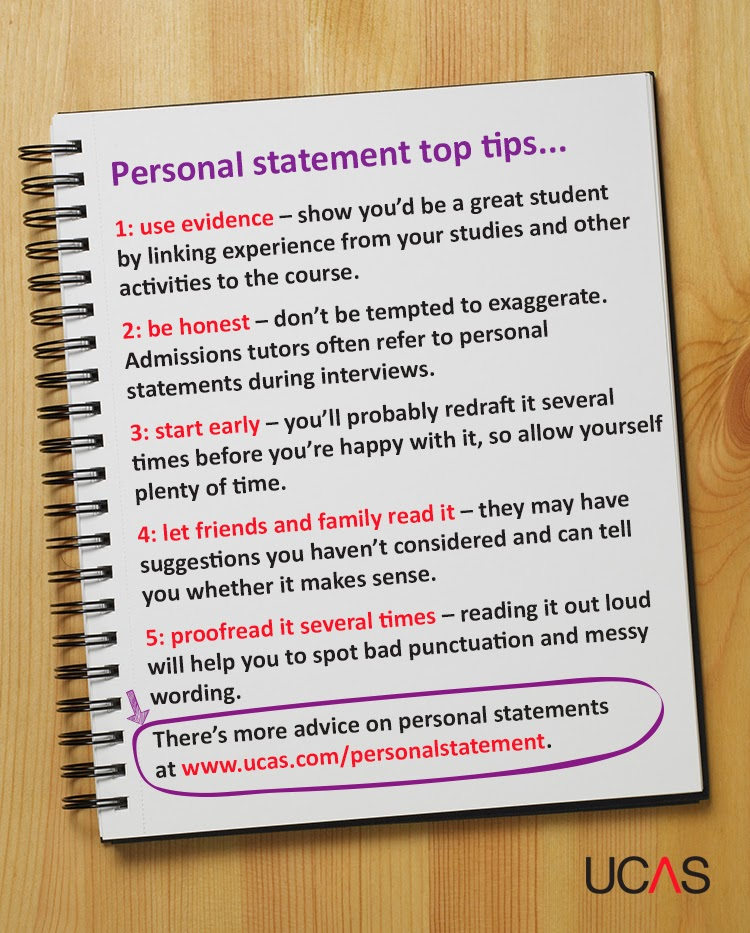 Personal statement top tips...
1: use evidence – show you’d be a great student
by linking experience from your studies and other
activities to the course.
2: be honest – don’t be tempted to exaggerate.
Admissions tutors often refer to personal
statements during interviews.
3: start early – you’ll probably redraft it several
times before you’re happy with it, so allow yourself
plenty of time.
4: let friends and family read it – they may have
suggestions you haven’t considered and can tell
you whether it makes sense.
5: proofread it several times – reading it out loud
will help you to spot bad punctuation and messy
wording.
There’s more advice on personal statements
at www.ucas.com/personalstatement.
UCAS